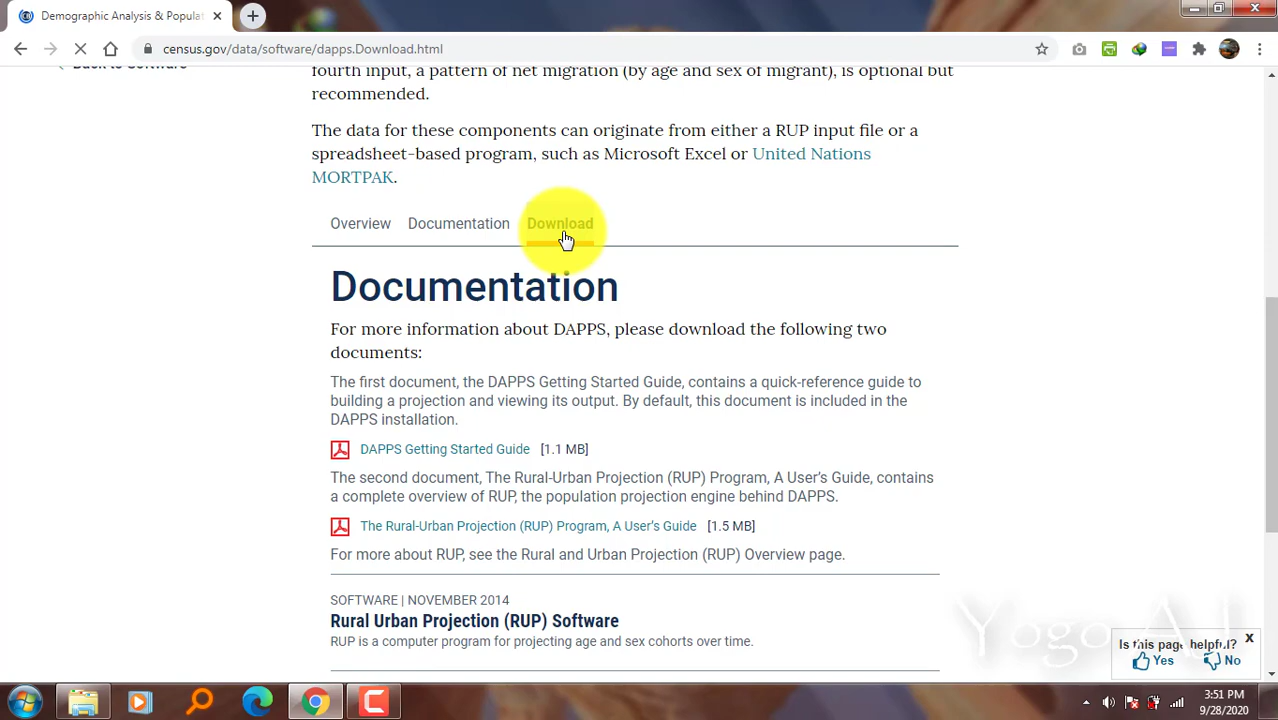 Demographic Analysis & Populat
census.gov/data/software/dapps.Download.html
Back to Software
fourth input, a pattern of net migration (by age and sex of migrant), is optional but
recommended.
The data for these components can originate from either a RUP input file or a
spreadsheet-based program, such as Microsoft Excel or United Nations
MORTPAK.
Overview Documentation Download
Documentation
For more information about DAPPS, please download the following two
documents:
The first document, the DAPPS Getting Started Guide, contains a quick-reference guide to
building a projection and viewing its output. By default, this document is included in the
DAPPS installation.
DAPPS Getting Started Guide [1.1 MB]
The second document, The Rural-Urban Projection (RUP) Program, A User's Guide, contains
a complete overview of RUP, the population projection engine behind DAPPS.
The Rural-Urban Projection (RUP) Program, A User's Guide [1.5 MB]
For more about RUP, see the Rural and Urban Projection (RUP) Overview page.
SOFTWARE | NOVEMBER 2014
Rural Urban Projection (RUP) Software
RUP is a computer program for projecting age and sex cohorts over time.
Is this page helpful? X
Yes No
3:51 PM
9/28/2020